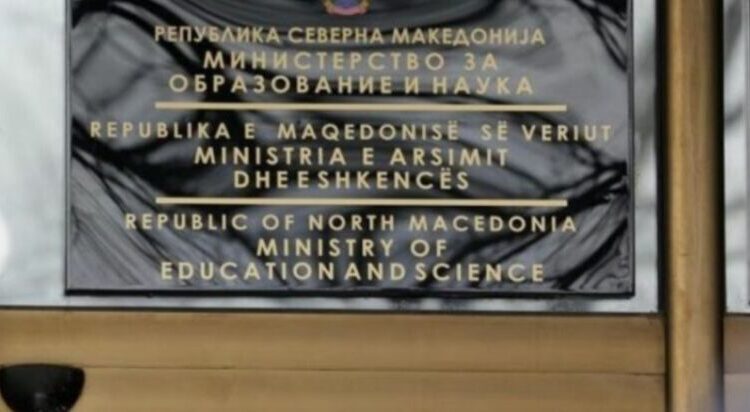 РЕПУБЛИКА СЕВЕРНА МАКЕДОНИЈА
МИНИСТЕРСТВО ЗА
ОБРАЗОВАНИЕ И НАУКА
REPUBLIKA E MAQEDONISË SË VERIUT
MINISTRIA E ARSIMIT
DHE E SHKENCËS
REPUBLIC OF NORTH MACEDONIA
MINISTRY OF
EDUCATION AND SCIENCE